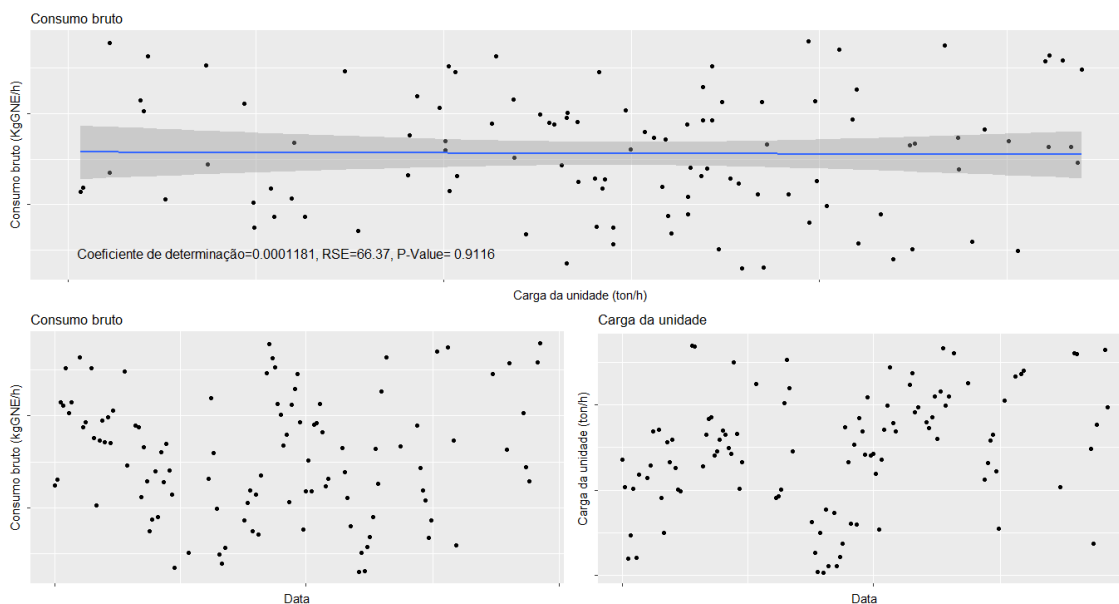 Consumo bruto
Consumo bruto (KgGNE/h)
Coeficiente de determinação=0.0001181, RSE=66.37, P-Value= 0.9116
Carga da unidade (ton/h)
Consumo bruto
Consumo bruto (kgGNE/h)
Data
Carga da unidade
Carga da unidade (ton/h)
Data